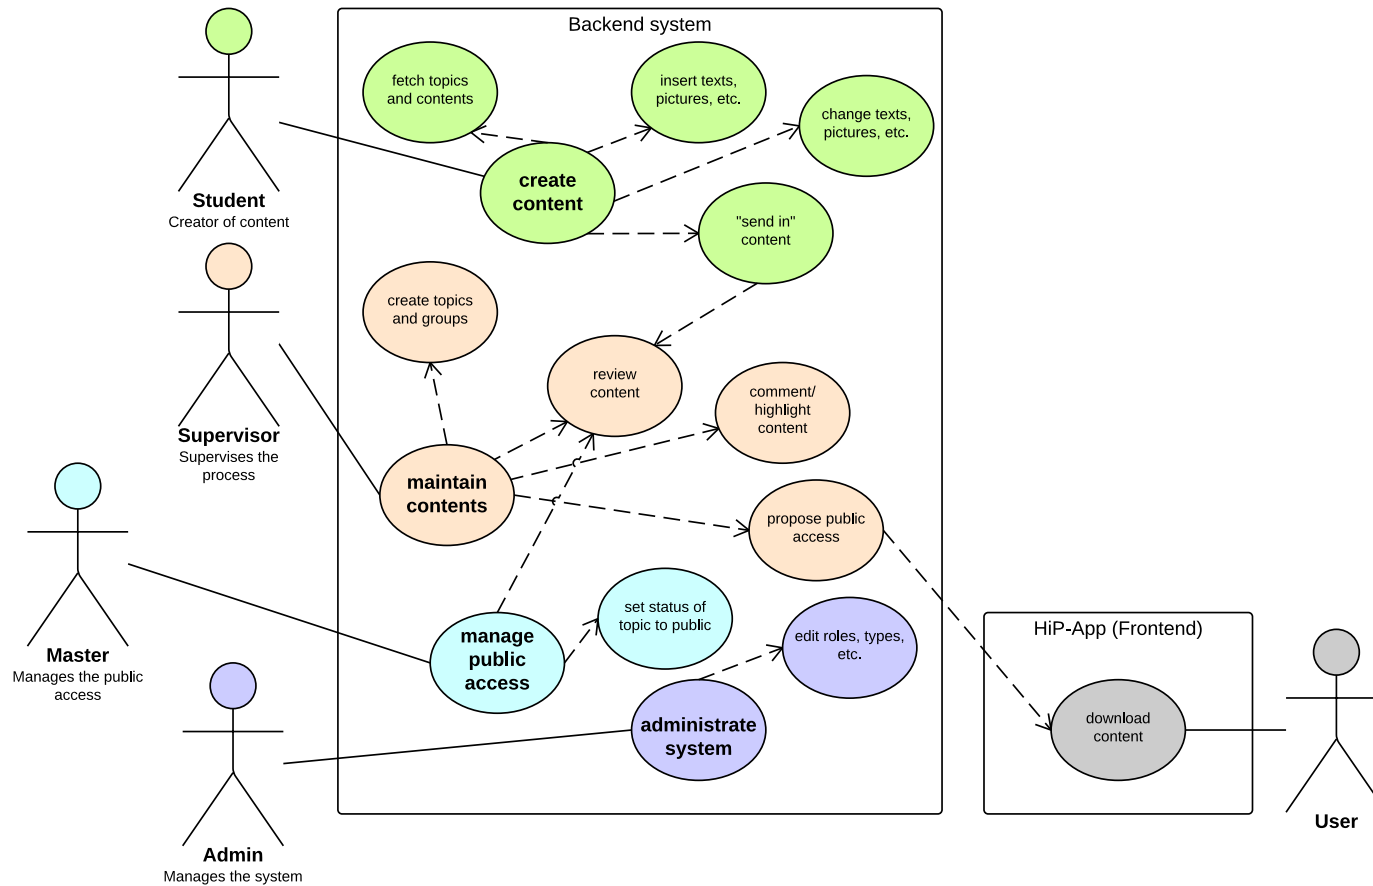 Backend system
fetch topics
and contents
insert texts,
pictures, etc.
change texts,
pictures, etc.
create
content
"send in"
content
Student
Creator of content
create topics
and groups
review
content
comment/
highlight
content
Supervisor
Supervises the
process
maintain
contents
propose public
access
set status of
topic to public
edit roles, types,
etc.
manage
public
access
Master
Manages the public
access
administrate
system
Admin
Manages the system
HiP-App (Frontend)
download
content
User